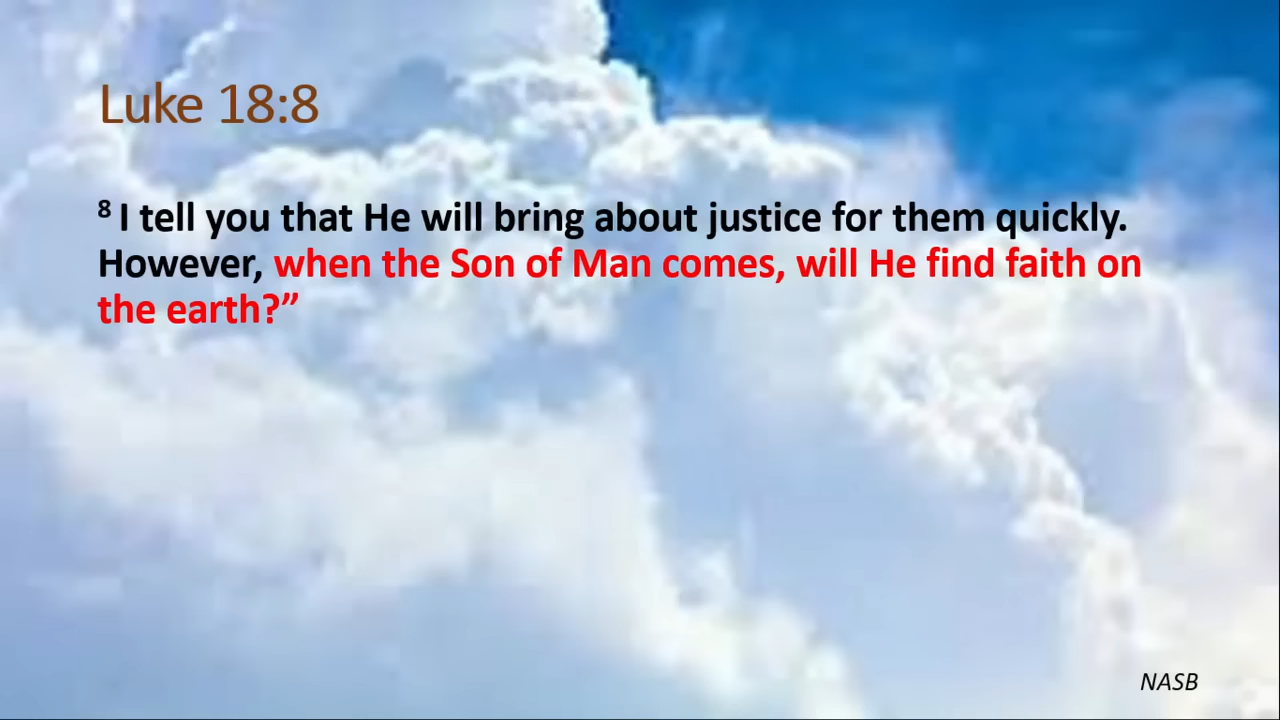 Luke 18:8
8 I tell you that He will bring about justice for them quickly.
However, when the Son of Man comes, will He find faith on
the earth?”
NASB